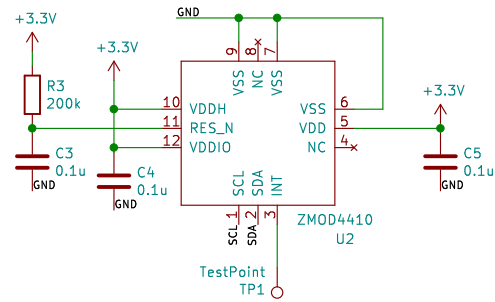 GND
+3.3V
+3.3V
+3.3V
R3
200k
C3
0.1u
GND
C4
0.1u
GND
C5
0.1u
GND
9 8 7
VSS NC VSS
10 VDDH
11 RES_N
12 VDDIO
VSS 6
VDD 5
NC 4
SCL SDA INT
1 2 3
SCL SDA
ZMOD4410
U2
TestPoint
TP1